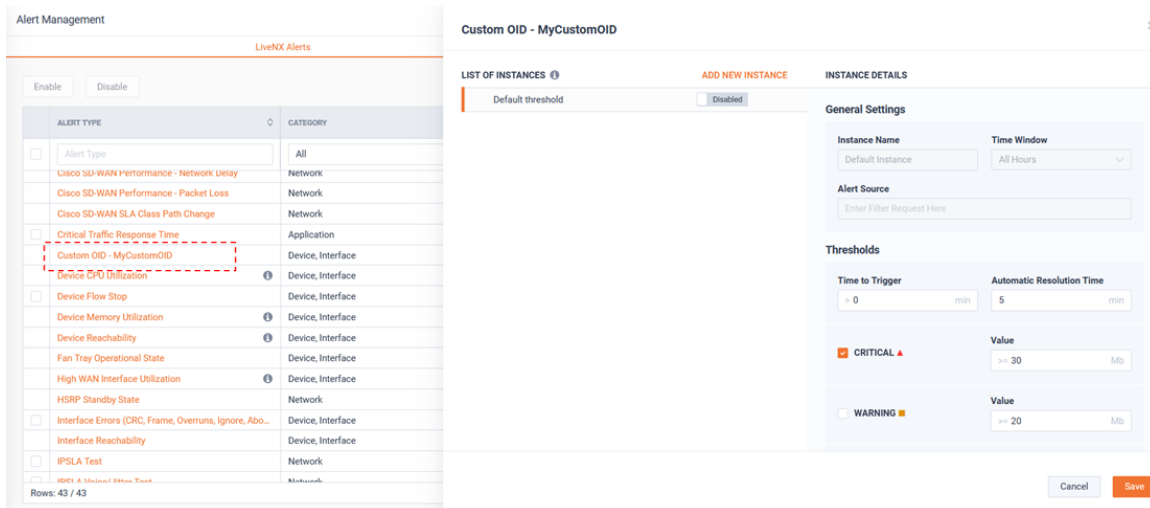 Alert Management
LiveNX Alerts
Enable Disable
ALERT TYPE CATEGORY
Alert Type All
Cisco SD-WAN Performance - Network Delay Network
Cisco SD-WAN Performance - Packet Loss Network
Cisco SD-WAN SLA Class Path Change Network
Critical Traffic Response Time Application
Custom OID - MyCustomOID Device, Interface
Device CPU Utilization Device, Interface
Device Flow Stop Device, Interface
Device Memory Utilization Device, Interface
Device Reachability Device, Interface
Fan Tray Operational State Device, Interface
High WAN Interface Utilization Device, Interface
HSRP Standby State Network
Interface Errors (CRC, Frame, Overruns, Ignore, Abo... Device, Interface
Interface Reachability Device, Interface
IPSLA Test Network
IPSLA Voice/Jitter Test Network
Rows: 43 / 43
Custom OID - MyCustomOID
LIST OF INSTANCES ADD NEW INSTANCE
Default threshold Disabled
INSTANCE DETAILS
General Settings
Instance Name Time Window
Default Instance All Hours
Alert Source
Enter Filter Request Here
Thresholds
Time to Trigger Automatic Resolution Time
> 0 min 5 min
Value
CRITICAL >= 30 Mb
Value
WARNING >= 20 Mb
Cancel Save